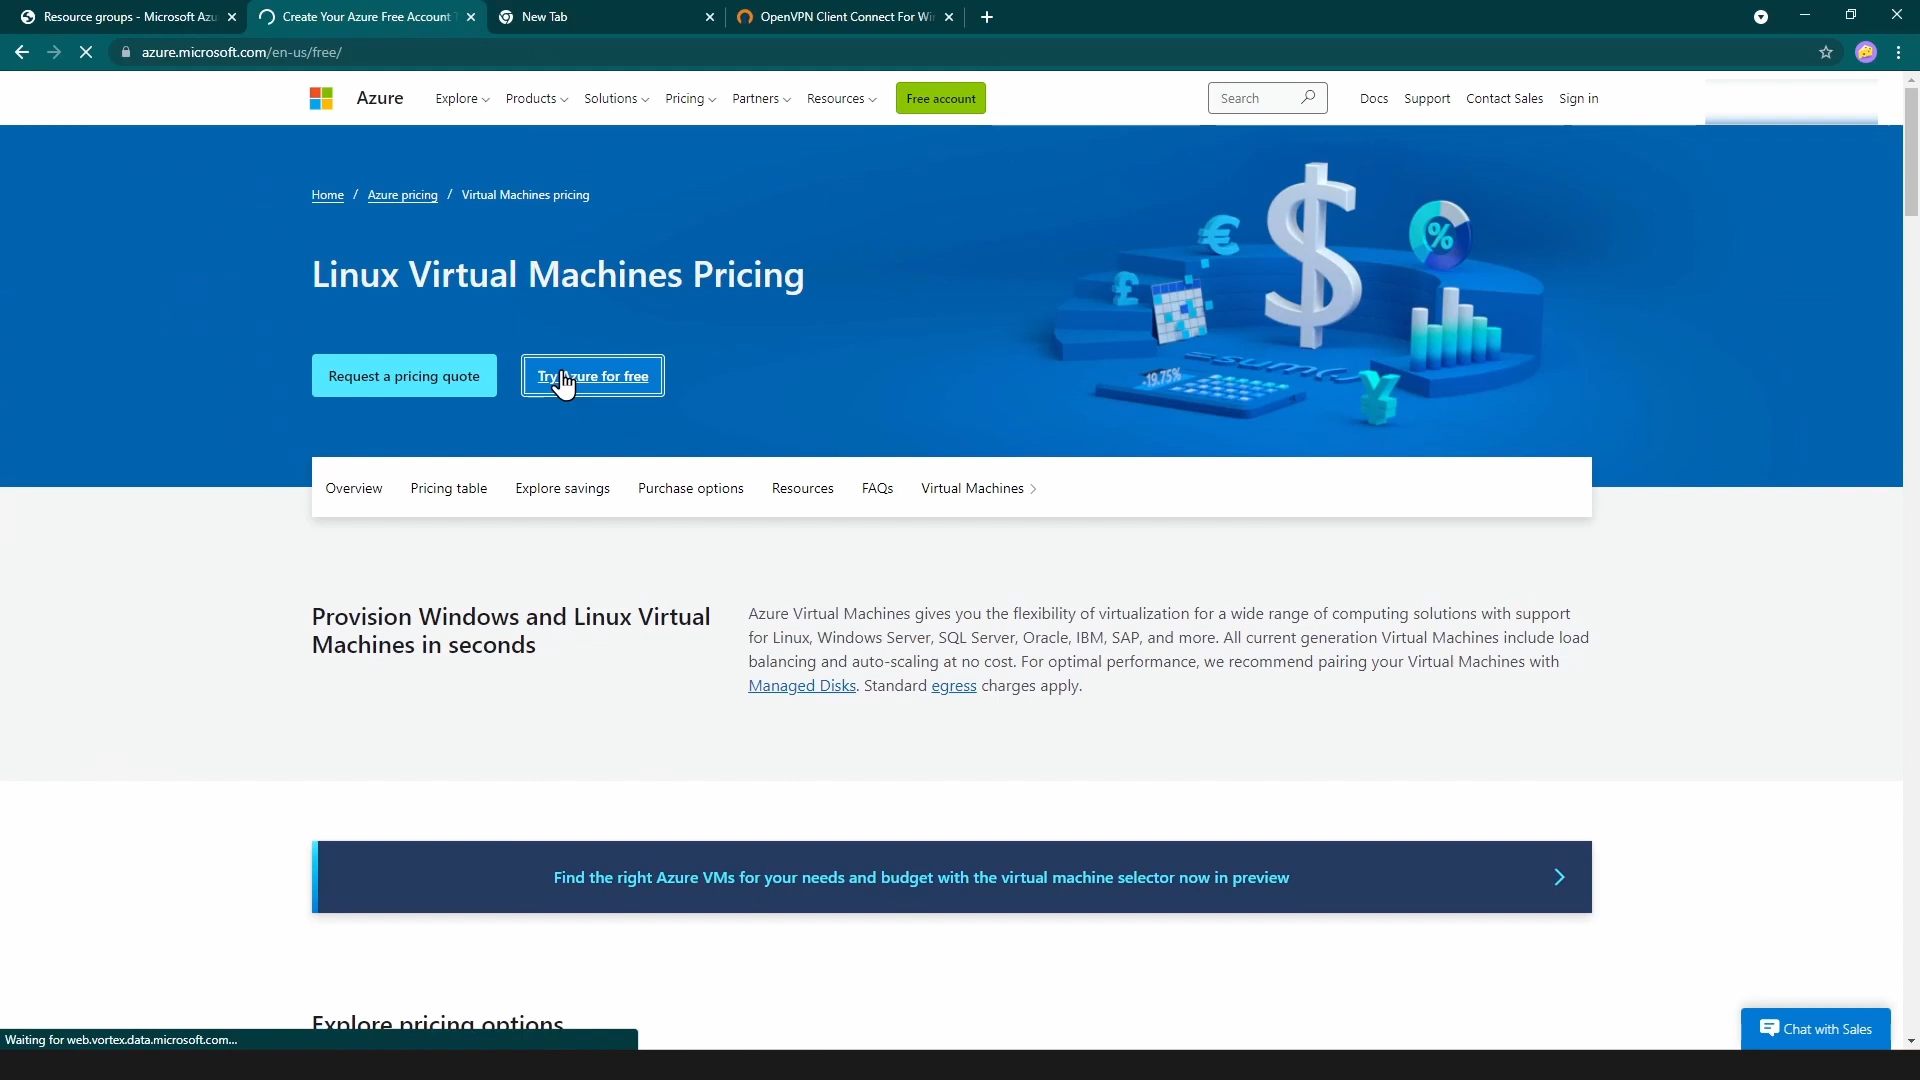 Resource groups - Microsoft Azu
Create Your Azure Free Account T
New Tab
OpenVPN Client Connect For Win
azure.microsoft.com/en-us/free/
Azure
Explore
Products
Solutions
Pricing
Partners
Resources
Free account
Search
Docs
Support
Contact Sales
Sign in
Home / Azure pricing / Virtual Machines pricing
Linux Virtual Machines Pricing
Request a pricing quote
Try Azure for free
€
£
$
%
=sum(
-19.75%
¥
Overview
Pricing table
Explore savings
Purchase options
Resources
FAQs
Virtual Machines
Provision Windows and Linux Virtual
Machines in seconds
Azure Virtual Machines gives you the flexibility of virtualization for a wide range of computing solutions with support
for Linux, Windows Server, SQL Server, Oracle, IBM, SAP, and more. All current generation Virtual Machines include load
balancing and auto-scaling at no cost. For optimal performance, we recommend pairing your Virtual Machines with
Managed Disks. Standard egress charges apply.
Find the right Azure VMs for your needs and budget with the virtual machine selector now in preview
Explore pricing options
Waiting for web.vortex.data.microsoft.com...
Chat with Sales